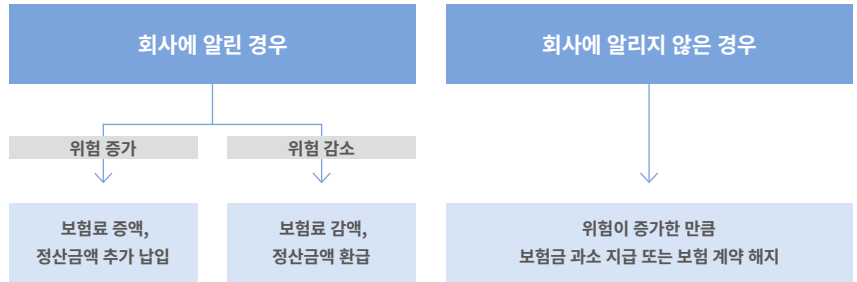 회사에 알린 경우
회사에 알리지 않은 경우
위험 증가
위험 감소
보험료 증액,
정산금액 추가 납입
보험료 감액,
정산금액 환급
위험이 증가한 만큼
보험금 과소 지급 또는 보험 계약 해지